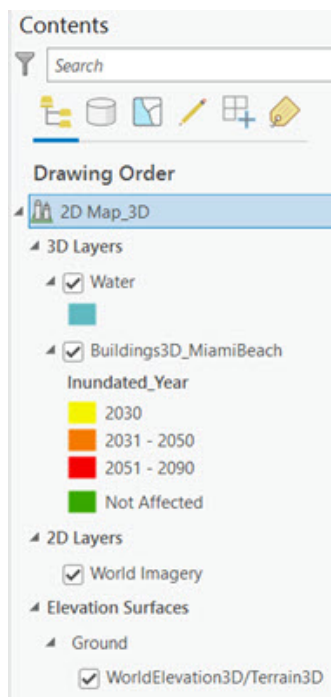 Contents
Search
Drawing Order
2D Map_3D
3D Layers
Water
Buildings3D_MiamiBeach
Inundated_Year
2030
2031 - 2050
2051 - 2090
Not Affected
2D Layers
World Imagery
Elevation Surfaces
Ground
WorldElevation3D/Terrain3D